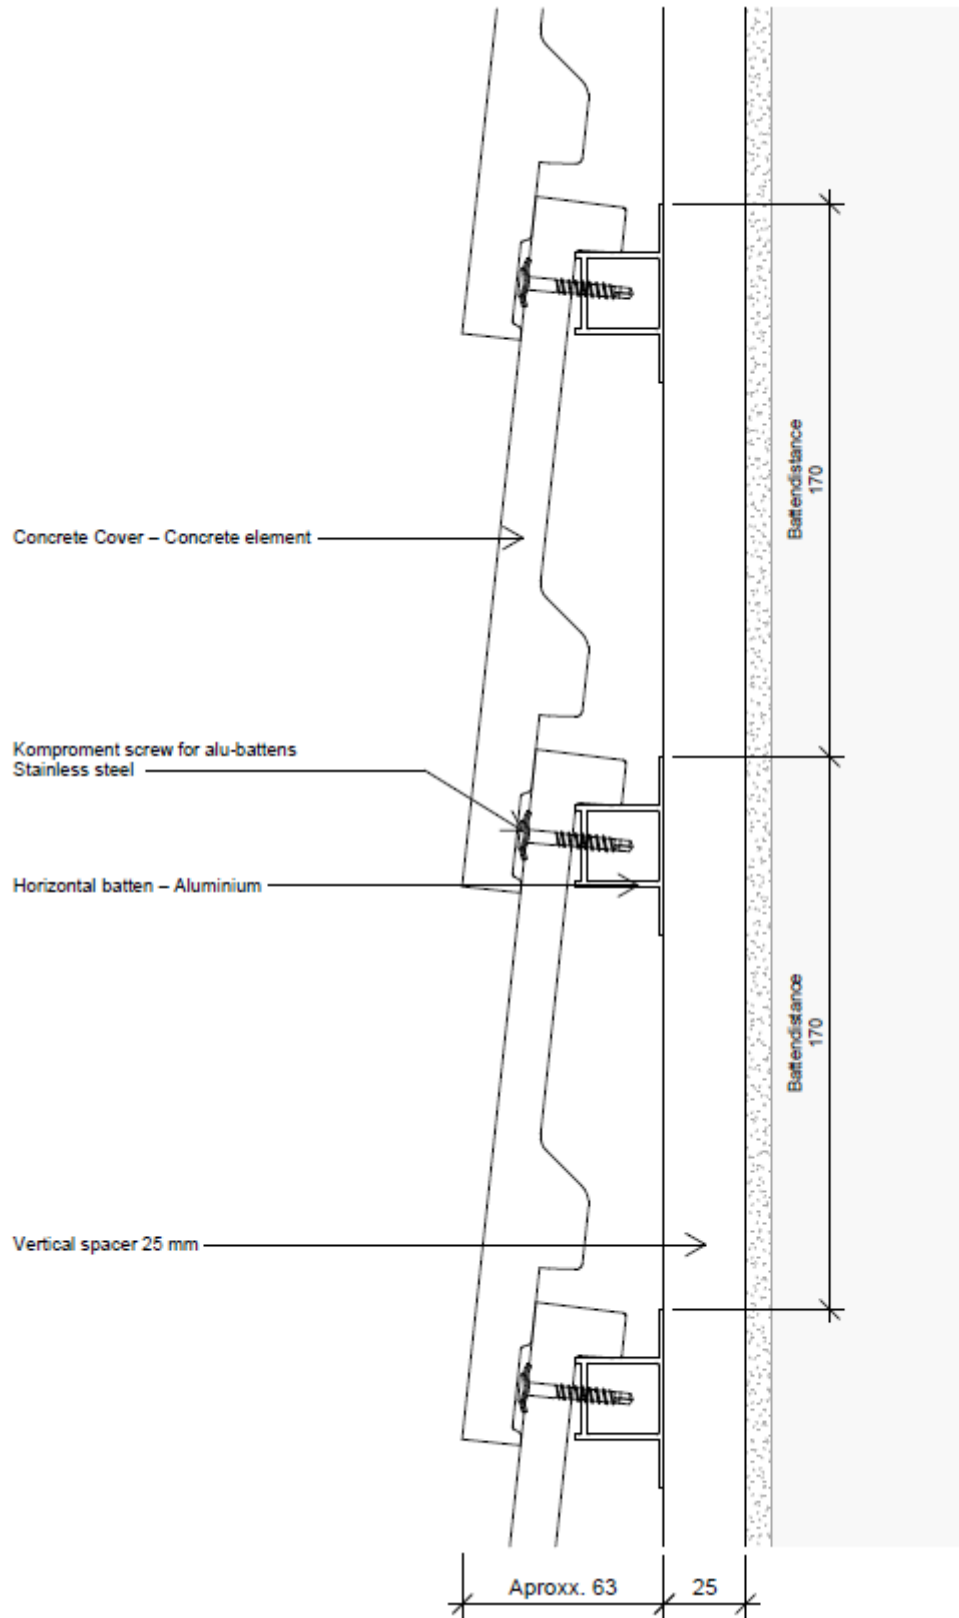 Battendistance
170
Concrete Cover – Concrete element
Komproment screw for alu-battens
Stainless steel
Horizontal batten – Aluminium
Battendistance
170
Vertical spacer 25 mm
Aproxx. 63
25